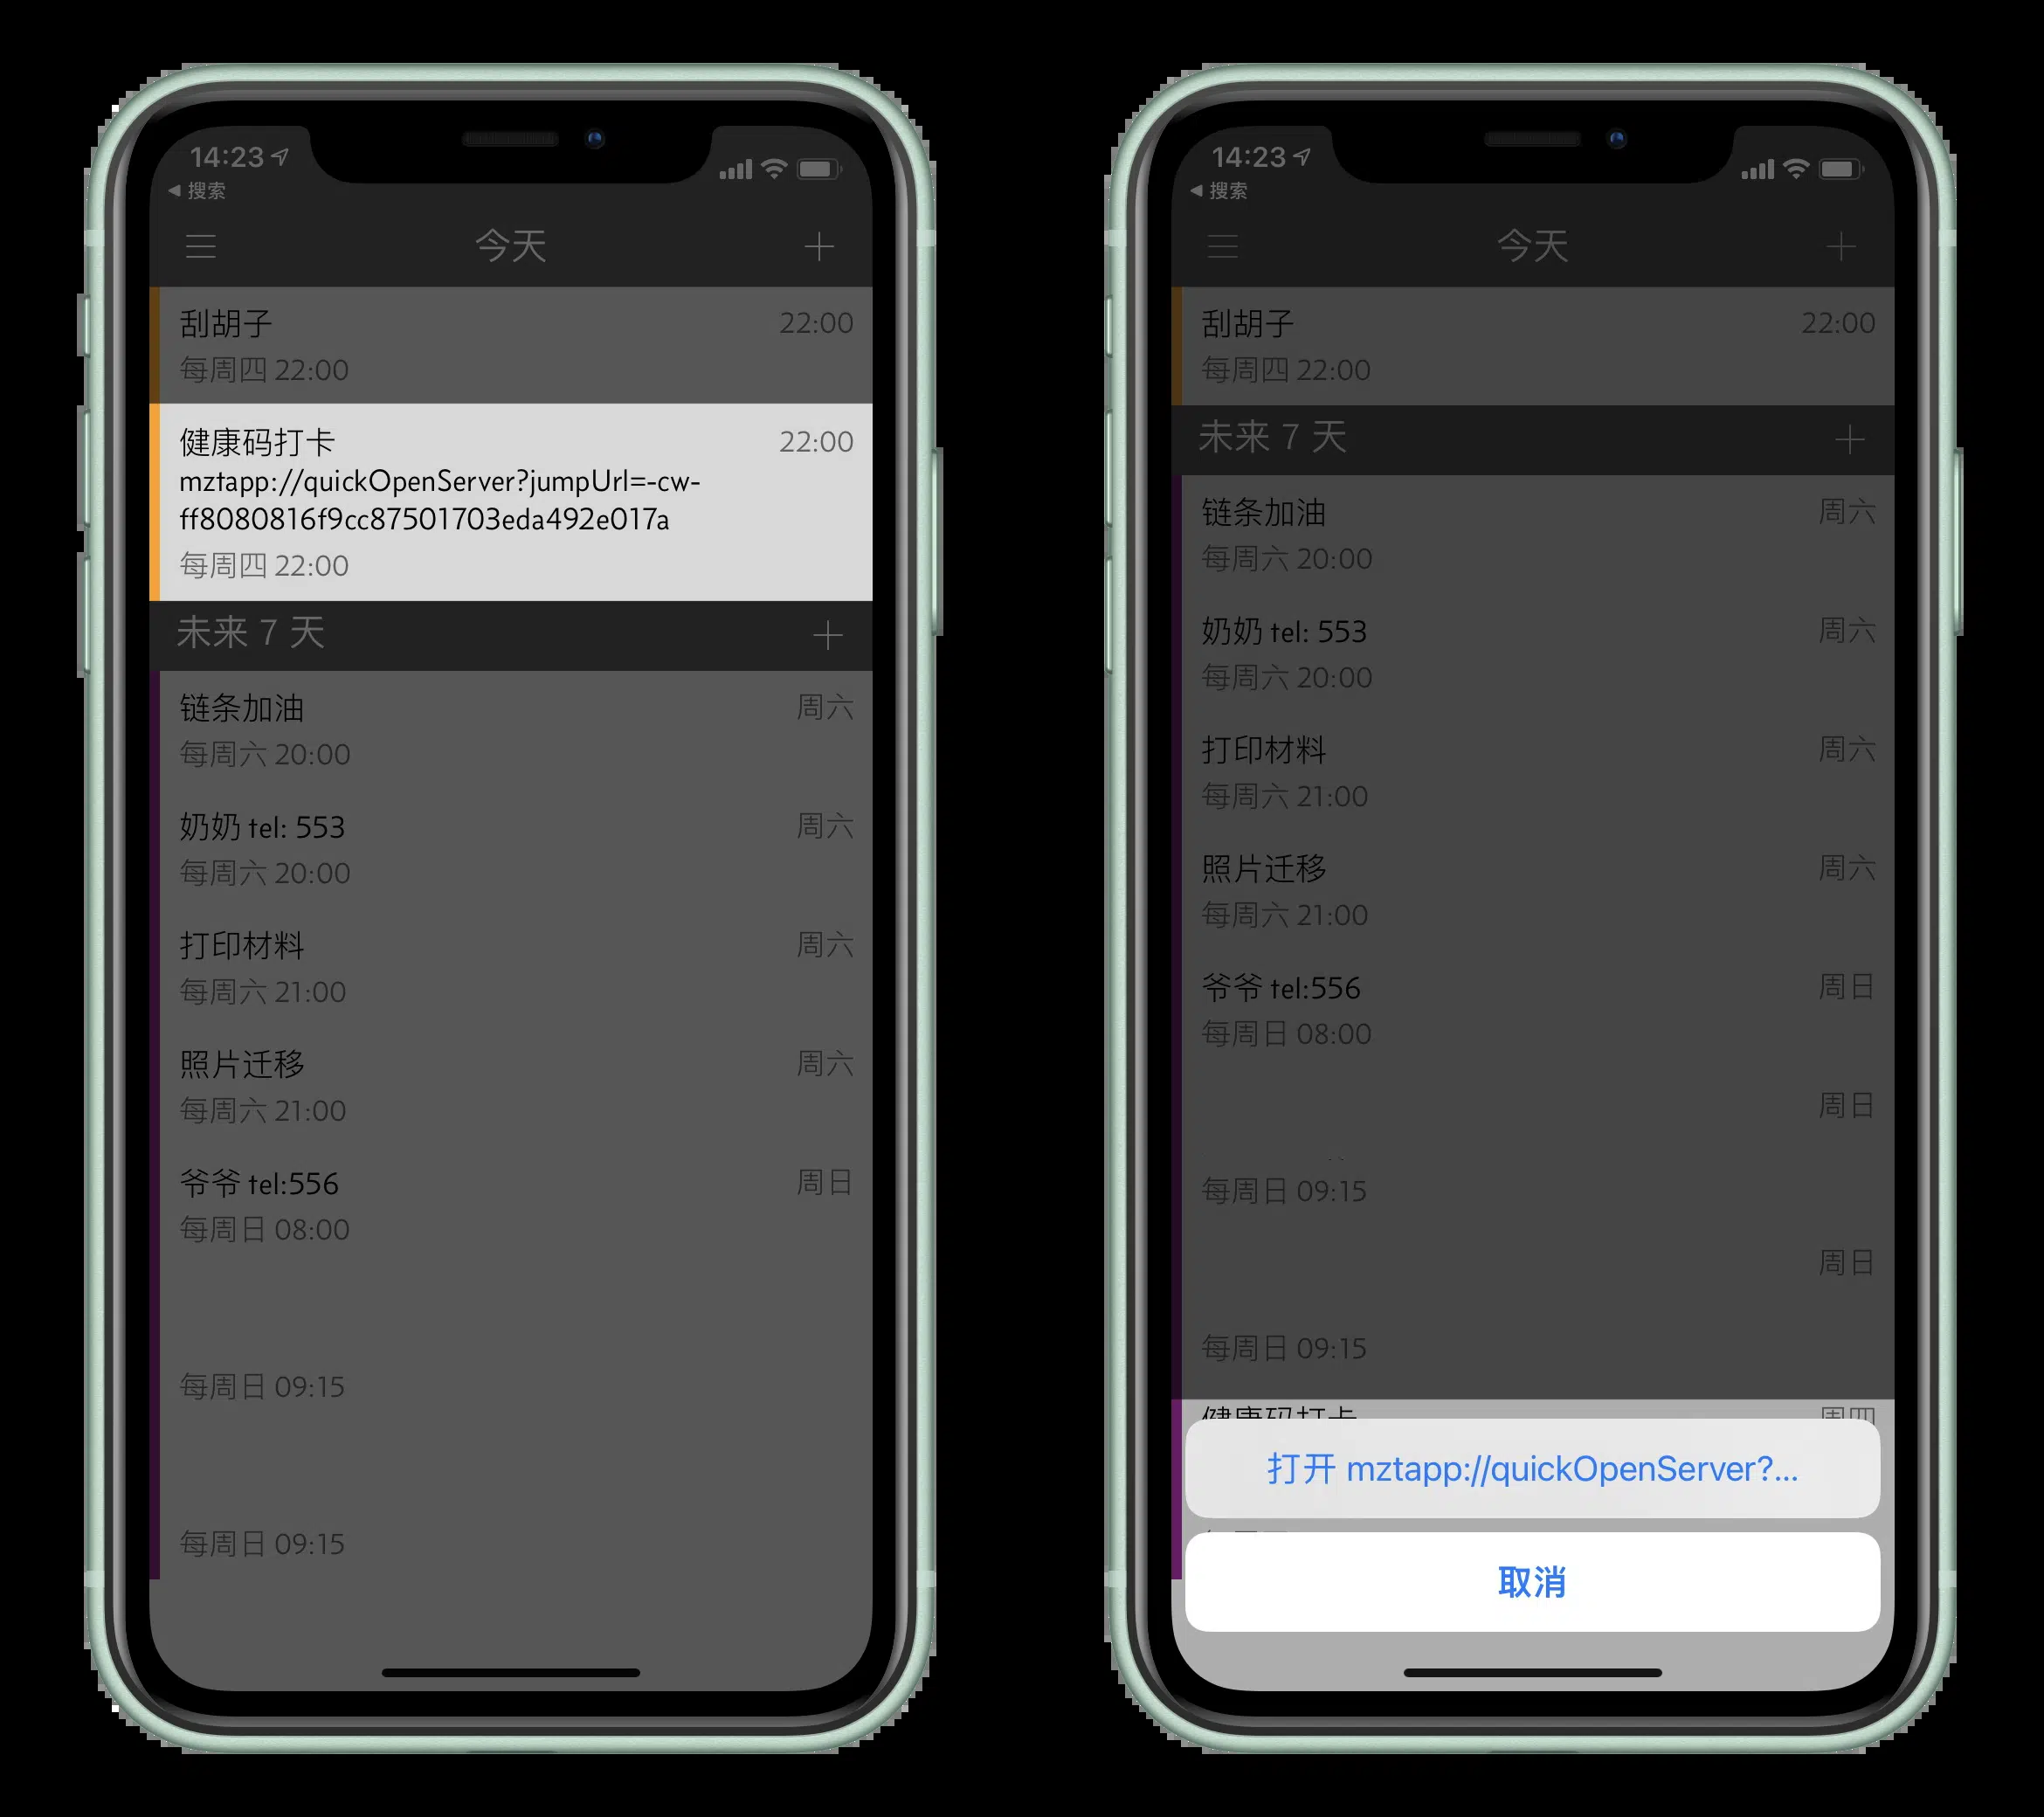 14:23
搜索
今天
刮胡子
22:00
每周四 22:00
健康码打卡
22:00
mztapp://quickOpenServer?jumpUrl=-cw-
ff8080816f9cc87501703eda492e017a
每周四 22:00
未来 7 天
链条加油
周六
每周六 20:00
奶奶 tel: 553
周六
每周六 20:00
打印材料
周六
每周六 21:00
照片迁移
周六
每周六 21:00
爷爷 tel:556
周日
每周日 08:00
每周日 09:15
每周日 09:15
14:23
搜索
今天
刮胡子
22:00
每周四 22:00
未来 7 天
链条加油
周六
每周六 20:00
奶奶 tel: 553
周六
每周六 20:00
打印材料
周六
每周六 21:00
照片迁移
周六
每周六 21:00
爷爷 tel:556
周日
每周日 08:00
周日
每周日 09:15
周日
每周日 09:15
健康码打卡
周四
打开 mztapp://quickOpenServer?...
取消